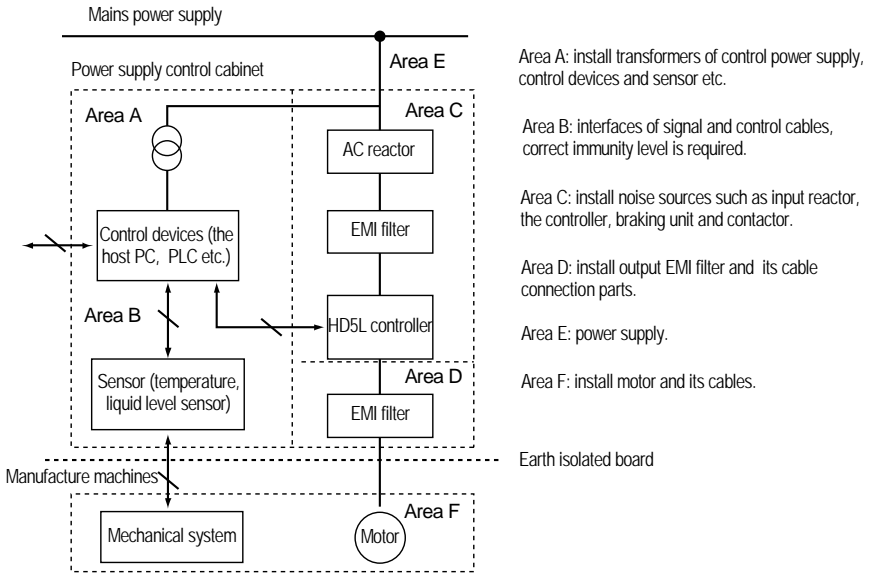 Mains power supply
Area E
Power supply control cabinet
Area A
Area C
AC reactor
EMI filter
Control devices (the
host PC, PLC etc.)
Area B
HD5L controller
Area D
Sensor (temperature,
liquid level sensor)
EMI filter
Manufacture machines
Area F
Mechanical system
Motor
Area A: install transformers of control power supply,
control devices and sensor etc.
Area B: interfaces of signal and control cables,
correct immunity level is required.
Area C: install noise sources such as input reactor,
the controller, braking unit and contactor.
Area D: install output EMI filter and its cable
connection parts.
Area E: power supply.
Area F: install motor and its cables.
Earth isolated board